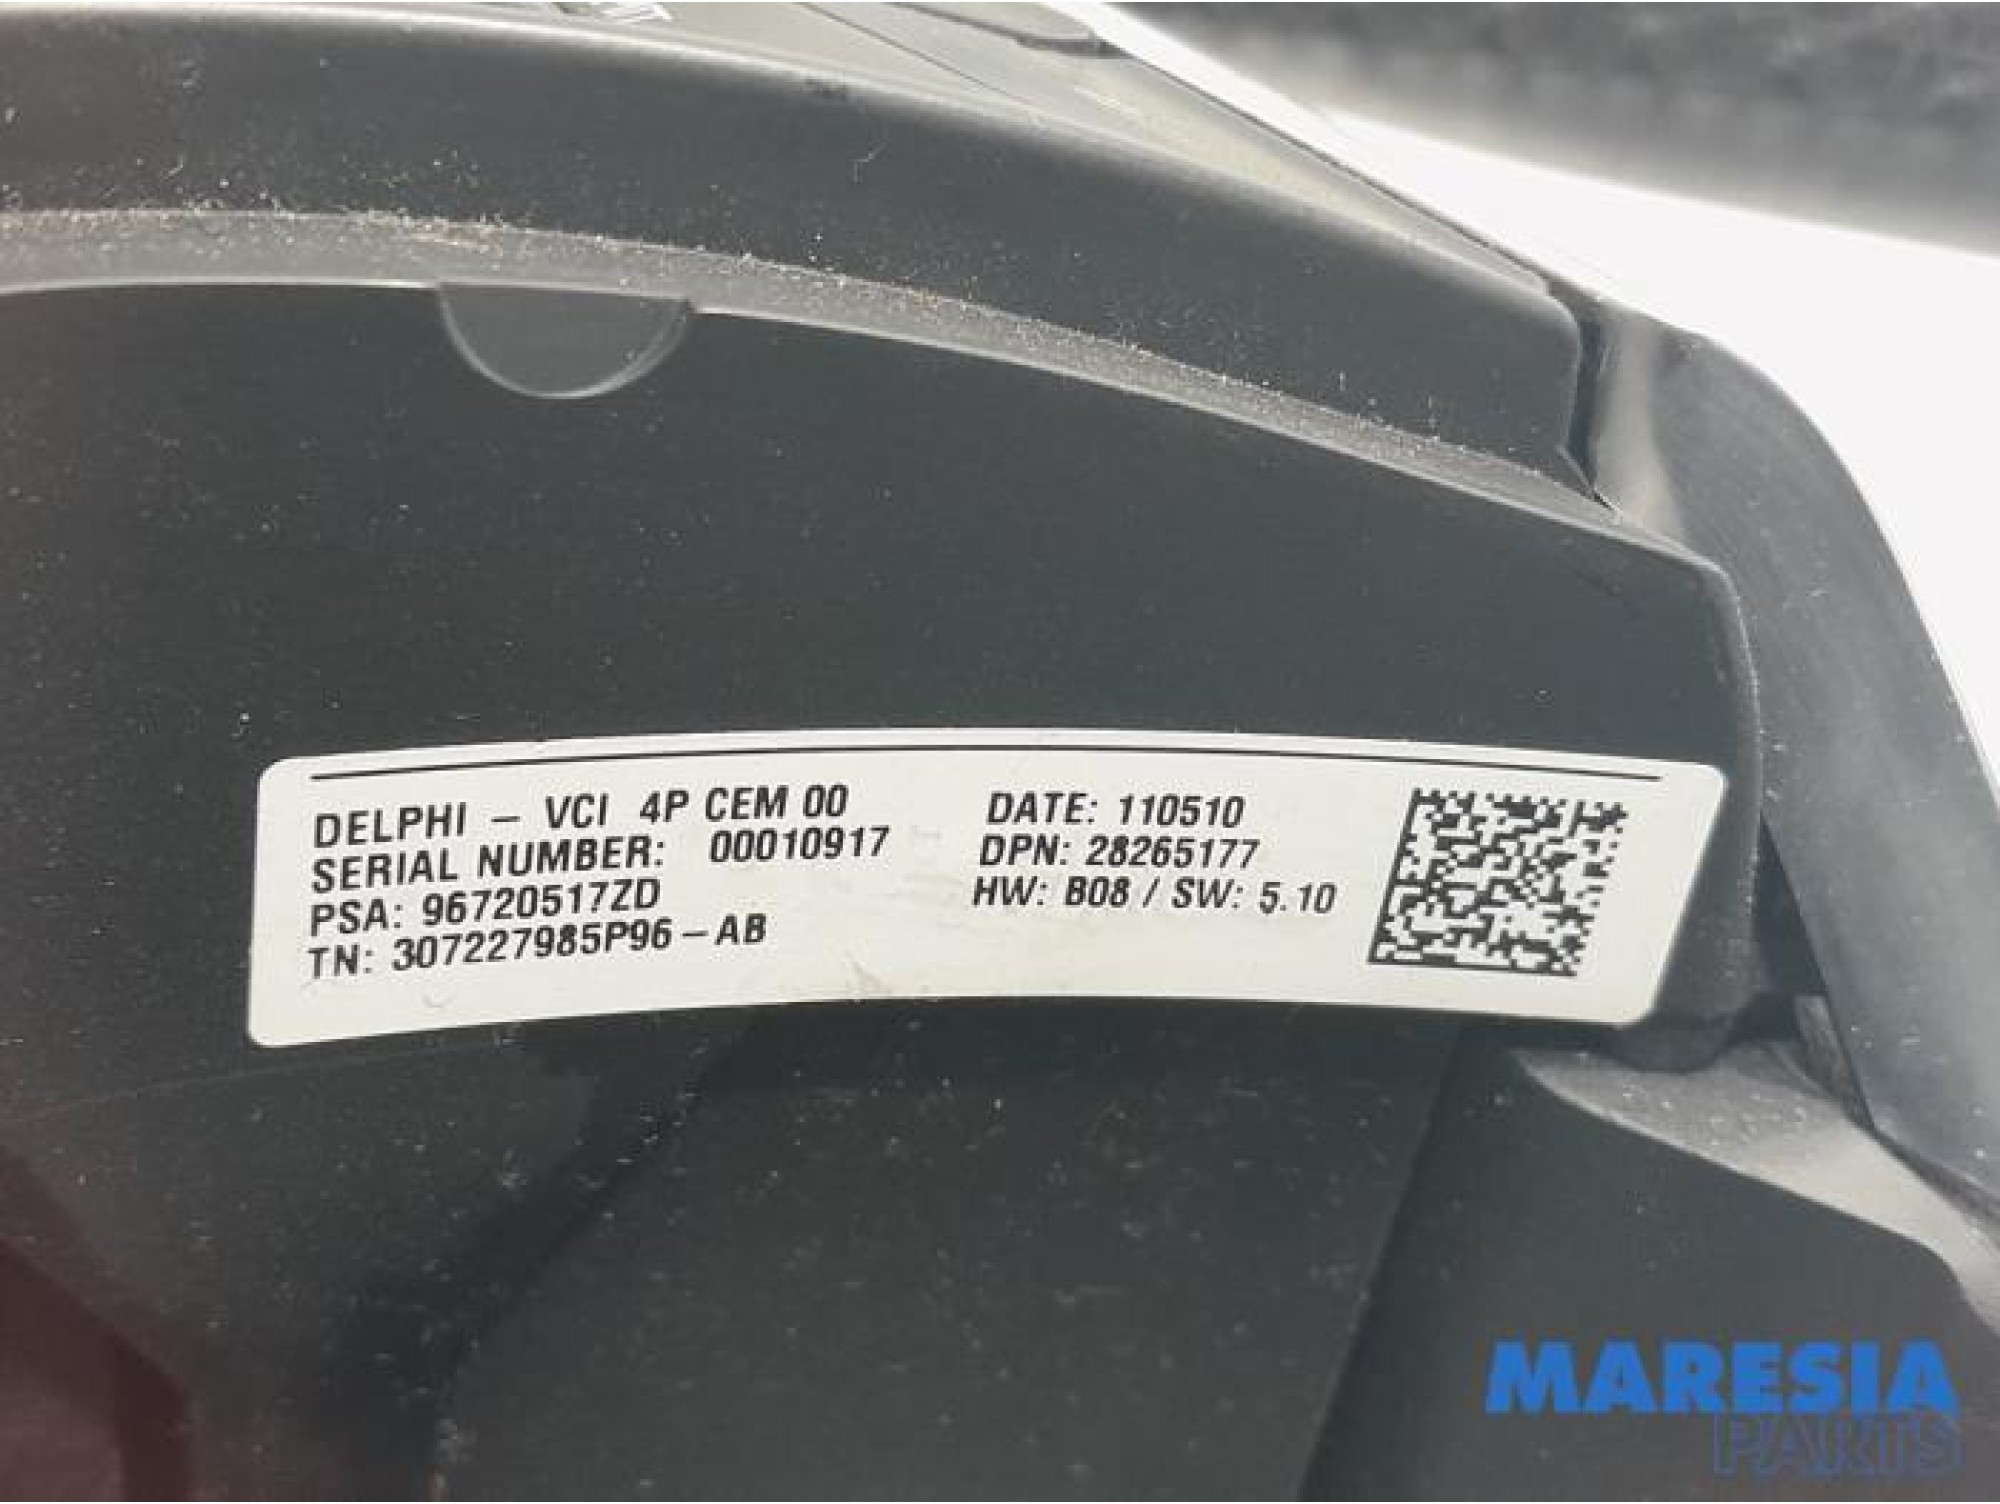 DELPHI – VCI 4P CEM 00
SERIAL NUMBER: 00010917
PSA: 96720517ZD
TN: 307227985P96 – AB
DATE: 110510
DPN: 28265177
HW: B08 / SW: 5.10
MARESIA
PARTS